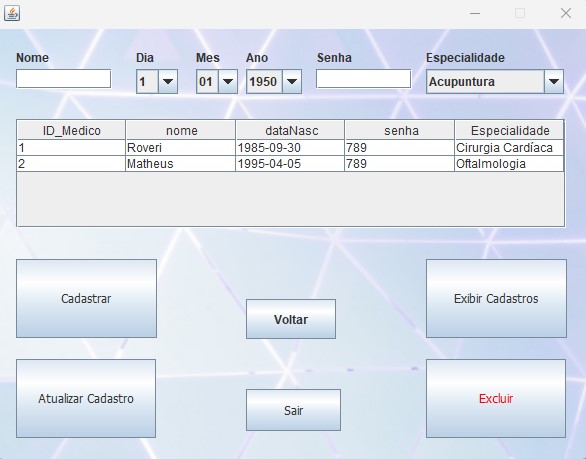 Nome Dia Mes Ano Senha Especialidade
1 01 1950 Acupuntura
ID_Medico nome dataNasc senha Especialidade
1 Roveri 1985-09-30 789 Cirurgia Cardíaca
2 Matheus 1995-04-05 789 Oftalmologia
Cadastrar
Voltar
Exibir Cadastros
Atualizar Cadastro
Sair
Excluir